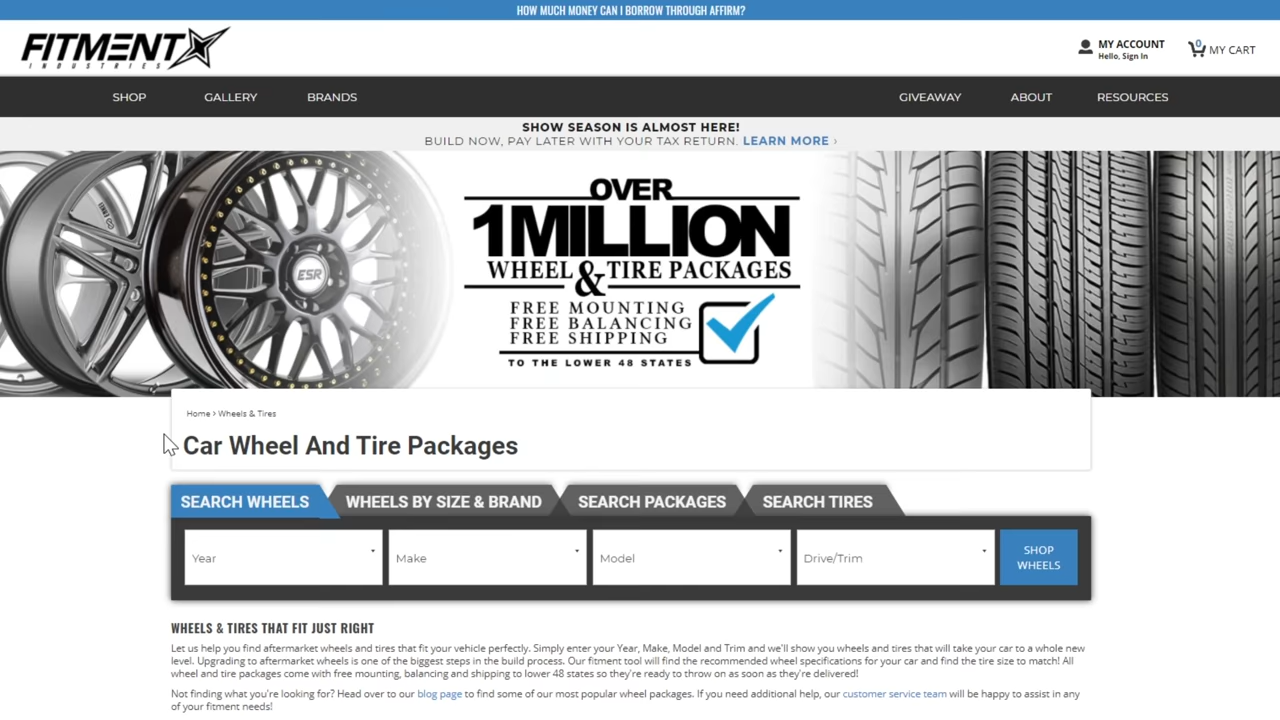 HOW MUCH MONEY CAN I BORROW THROUGH AFFIRM?
FITMENT
INDUSTRIES
MY ACCOUNT
Hello, Sign In
0
MY CART
SHOP
GALLERY
BRANDS
GIVEAWAY
ABOUT
RESOURCES
SHOW SEASON IS ALMOST HERE!
BUILD NOW, PAY LATER WITH YOUR TAX RETURN. LEARN MORE ›
ESR
OVER
1 MILLION
WHEEL & TIRE PACKAGES
FREE MOUNTING
FREE BALANCING
FREE SHIPPING
TO THE LOWER 48 STATES
Home > Wheels & Tires
Car Wheel And Tire Packages
SEARCH WHEELS
WHEELS BY SIZE & BRAND
SEARCH PACKAGES
SEARCH TIRES
Year
Make
Model
Drive/Trim
SHOP
WHEELS
WHEELS & TIRES THAT FIT JUST RIGHT
Let us help you find aftermarket wheels and tires that fit your vehicle perfectly. Simply enter your Year, Make, Model and Trim and we'll show you wheels and tires that will take your car to a whole new
level. Upgrading to aftermarket wheels is one of the biggest steps in the build process. Our fitment tool will find the recommended wheel specifications for your car and find the tire size to match! All
wheel and tire packages come with free mounting, balancing and shipping to lower 48 states so they're ready to throw on as soon as they're delivered!
Not finding what you're looking for? Head over to our blog page to find some of our most popular wheel packages. If you need additional help, our customer service team will be happy to assist in any
of your fitment needs!